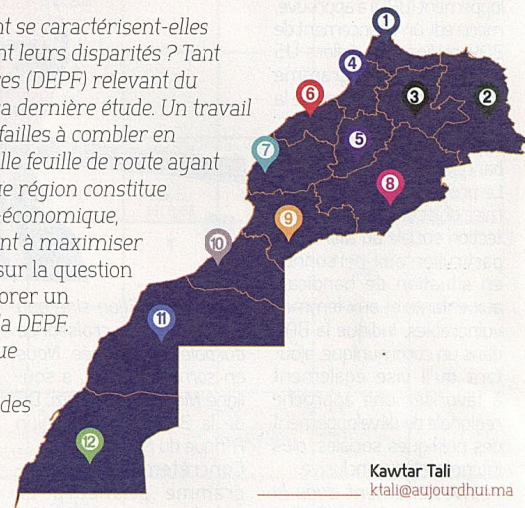 nt se caractérisent-elles
nt leurs disparités ? Tant
es (DEPF) relevant du
a dernière étude. Un travail
failles à combler en
lle feuille de route ayant
ue région constitue
-économique,
nt à maximiser
sur la question
orer un
la DEPF.
ue
des
1
2
3
4
5
6
7
8
9
10
11
12
Kawtar Tali
ktali@aujourdhui.ma